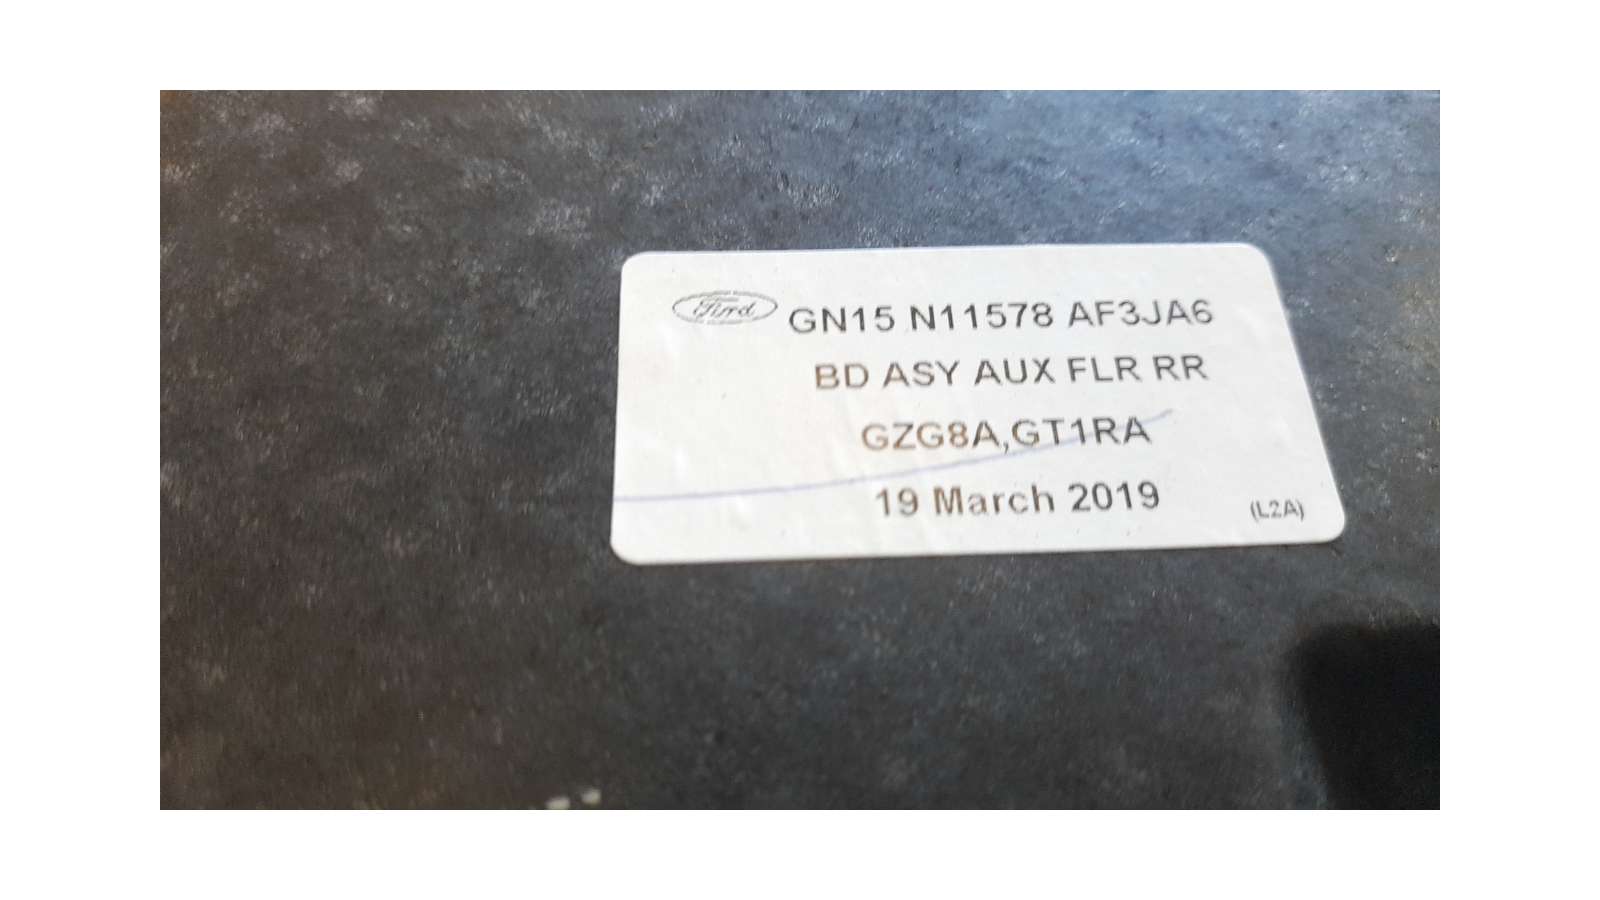 Ford GN15 N11578 AF3JA6
BD ASY AUX FLR RR
GZG8A,GT1RA
19 March 2019
(L2A)